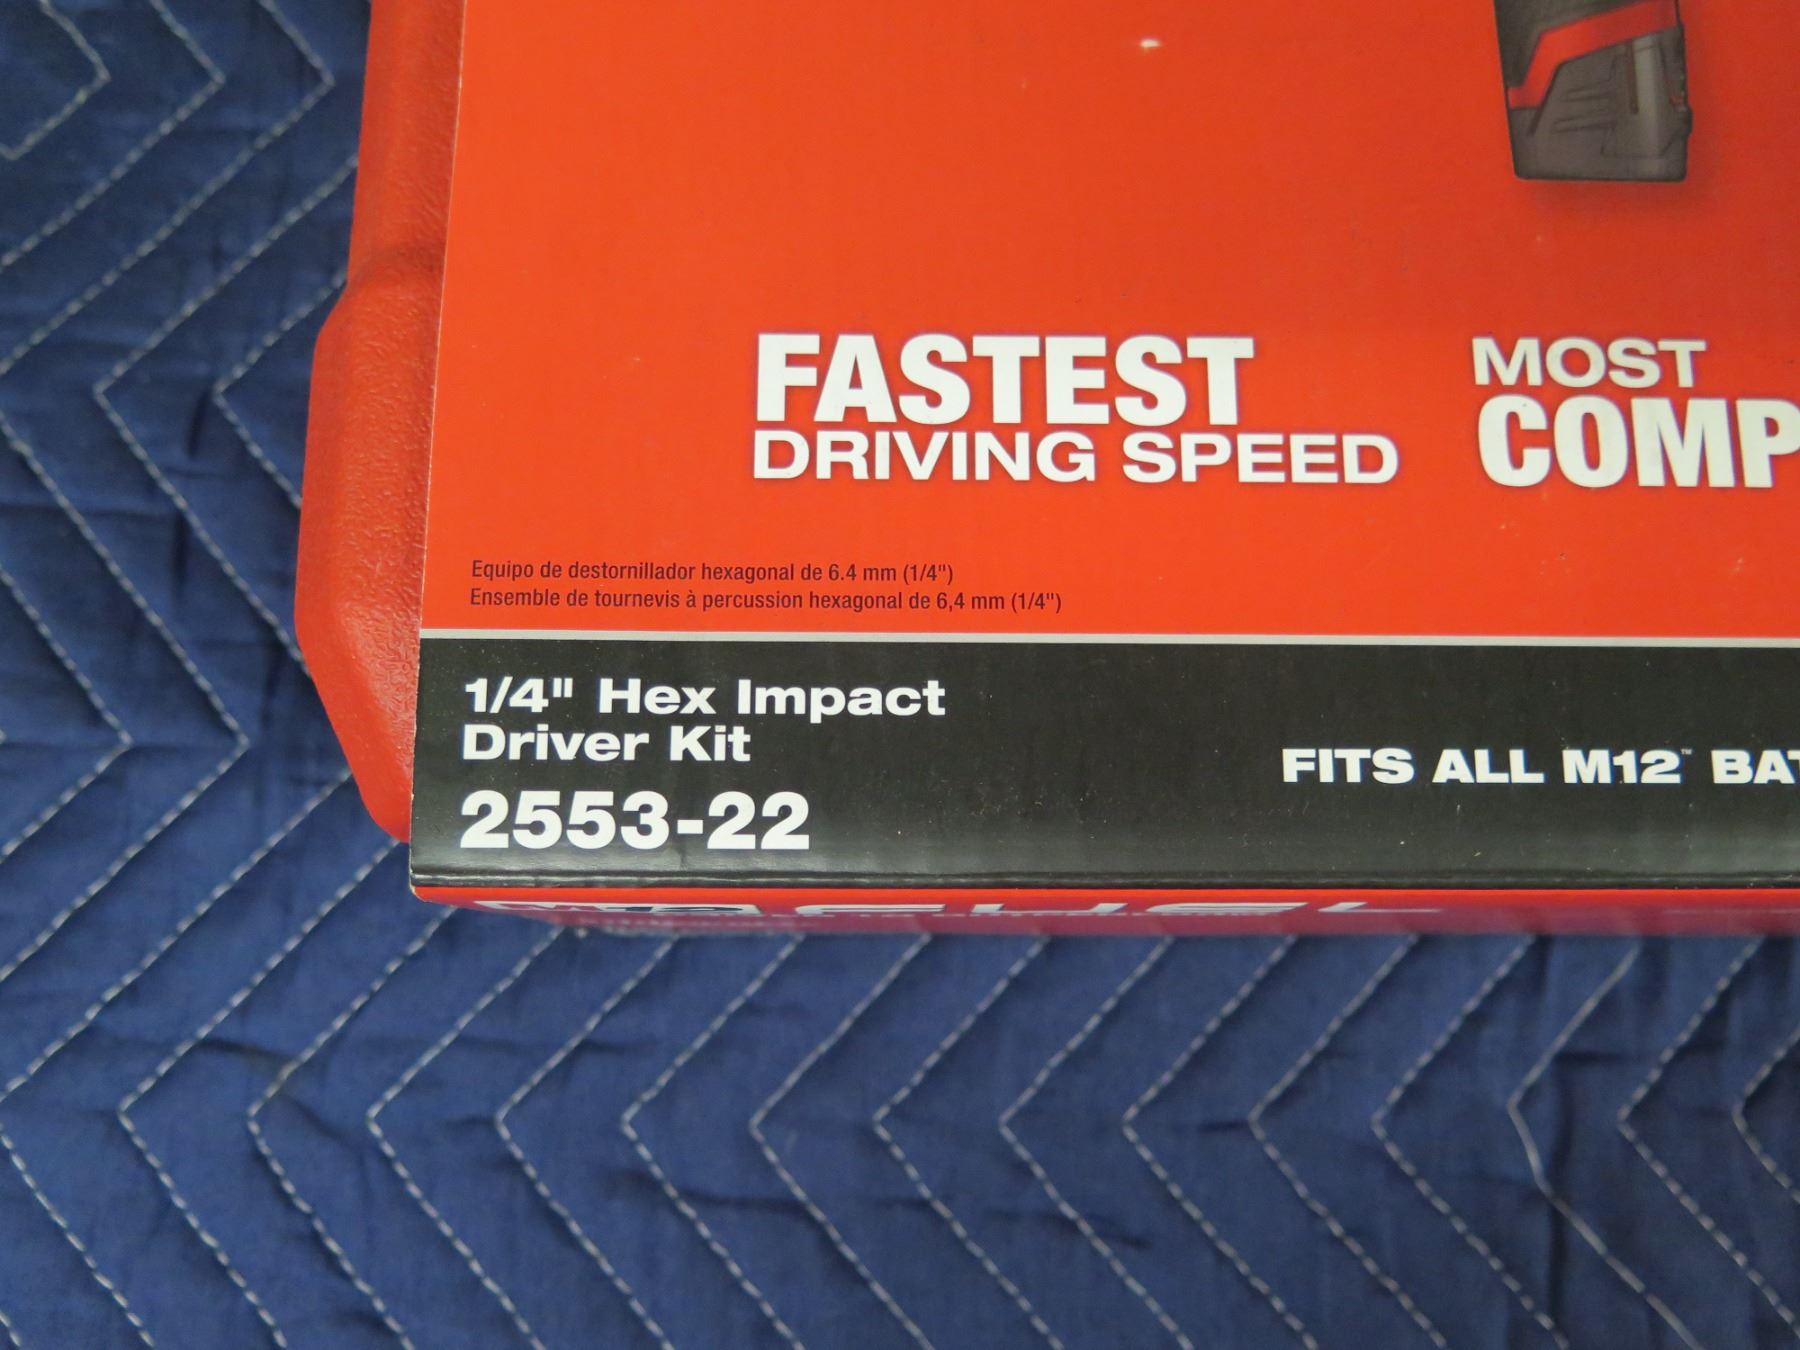 FASTEST
DRIVING SPEED
MOST
COMP
Equipo de destornillador hexagonal de 6.4 mm (1/4")
Ensemble de tournevis à percussion hexagonal de 6,4 mm (1/4")
1/4" Hex Impact
Driver Kit
2553-22
FITS ALL M12™ BAT